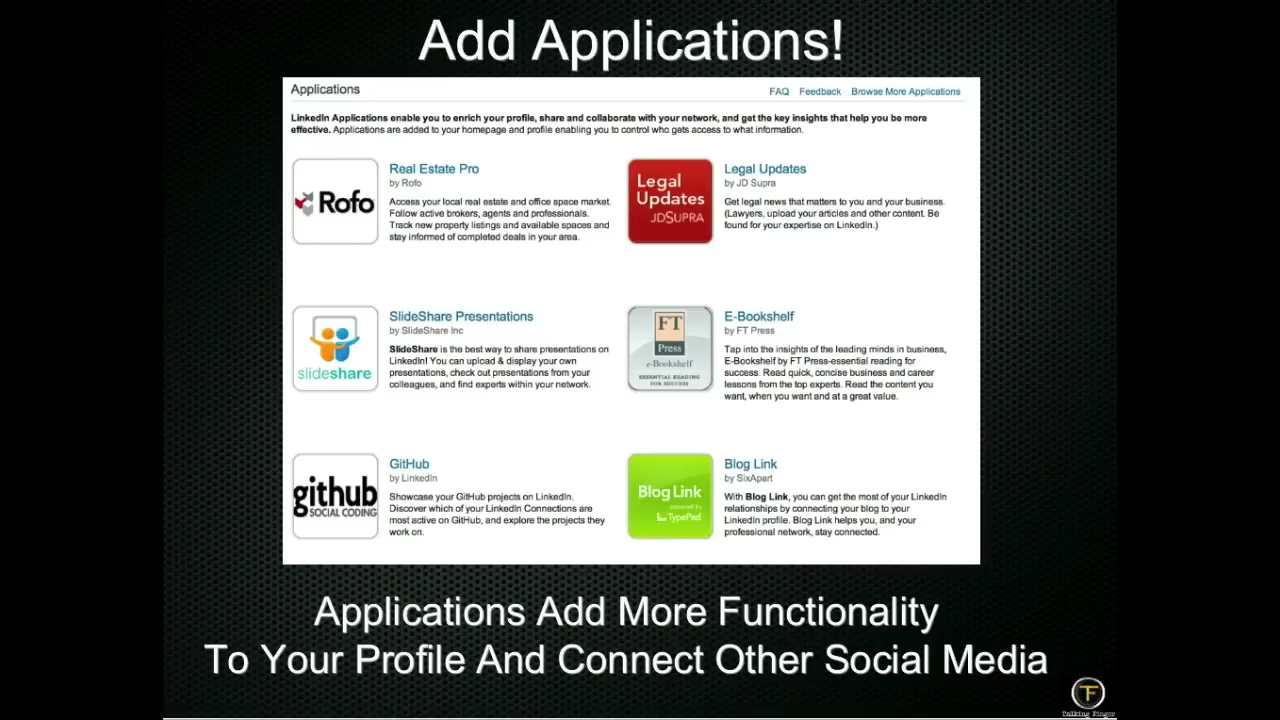 Add Applications!
Applications
FAQ Feedback Browse More Applications
LinkedIn Applications enable you to enrich your profile, share and collaborate with your network, and get the key insights that help you be more
effective. Applications are added to your homepage and profile enabling you to control who gets access to what information.
Rofo
Real Estate Pro
by Rofo
Access your local real estate and office space market.
Follow active brokers, agents and professionals.
Track new property listings and available spaces and
stay informed of completed deals in your area.
Legal
Updates
JDSUPRA
Legal Updates
by JD Supra
Get legal news that matters to you and your business.
(Lawyers, upload your articles and other content. Be
found for your expertise on LinkedIn.)
slideshare
SlideShare Presentations
by SlideShare Inc
SlideShare is the best way to share presentations on
LinkedIn! You can upload & display your own
presentations, check out presentations from your
colleagues, and find experts within your network.
FT
Press
e-Bookshelf
ESSENTIAL READING
FOR SUCCESS
E-Bookshelf
by FT Press
Tap into the insights of the leading minds in business,
E-Bookshelf by FT Press-essential reading for
success. Read quick, concise business and career
lessons from the top experts. Read the content you
want, when you want and at a great value.
github
SOCIAL CODING
GitHub
by LinkedIn
Showcase your GitHub projects on LinkedIn.
Discover which of your LinkedIn Connections are
most active on GitHub, and explore the projects they
work on.
Blog Link
powered by
TypePad
Blog Link
by SixApart
With Blog Link, you can get the most of your LinkedIn
relationships by connecting your blog to your
LinkedIn profile. Blog Link helps you, and your
professional network, stay connected.
Applications Add More Functionality
To Your Profile And Connect Other Social Media
TF
Talking Finger